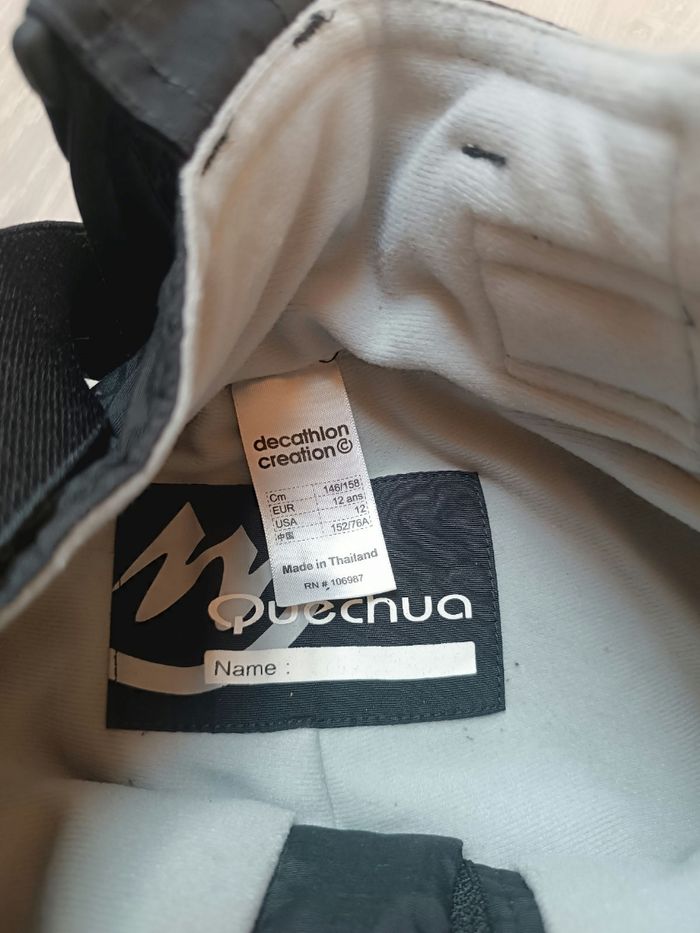 decathlon
creation©
Cm 146/158
EUR 12 ans
USA 12
中国 152/76A
Made in Thailand
RN # 106987
Quechua
Name :